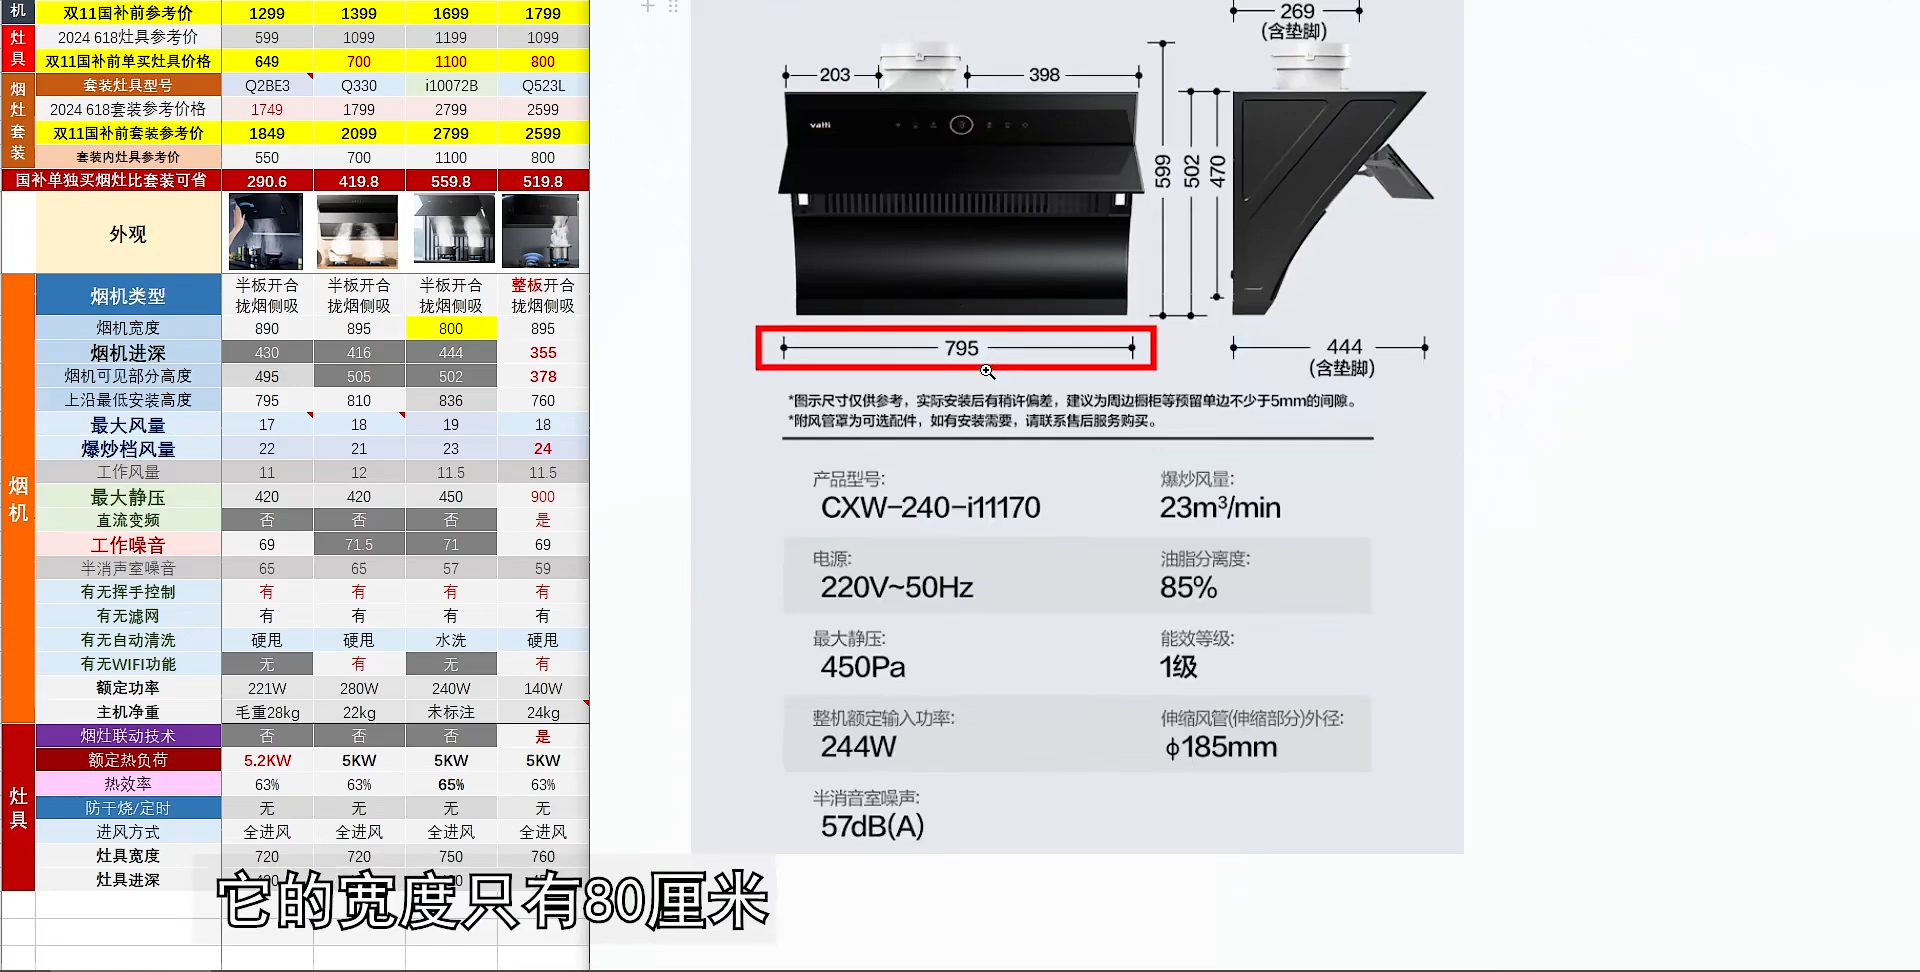 机 双11国补前参考价 1299 1399 1699 1799
灶具 2024 618灶具参考价 599 1099 1199 1099
双11国补前单买灶具价格 649 700 1100 800
烟灶套装 套装灶具型号 Q2BE3 Q330 i10072B Q523L
2024 618套装参考价格 1749 1799 2799 2599
双11国补前套装参考价 1849 2099 2799 2599
套装内灶具参考价 550 700 1100 800
国补单独买烟灶比套装可省 290.6 419.8 559.8 519.8
外观
烟机
烟机类型 半板开合拢烟侧吸 半板开合拢烟侧吸 半板开合拢烟侧吸 整板开合拢烟侧吸
烟机宽度 890 895 800 895
烟机进深 430 416 444 355
烟机可见部分高度 495 505 502 378
上沿最低安装高度 795 810 836 760
最大风量 17 18 19 18
爆炒档风量 22 21 23 24
工作风量 11 12 11.5 11.5
最大静压 420 420 450 900
直流变频 否 否 否 是
工作噪音 69 71.5 71 69
半消声室噪音 65 65 57 59
有无挥手控制 有 有 有 有
有无滤网 有 有 有 有
有无自动清洗 硬甩 硬甩 水洗 硬甩
有无WIFI功能 无 有 无 有
额定功率 221W 280W 240W 140W
主机净重 毛重28kg 22kg 未标注 24kg
灶具
烟灶联动技术 否 否 否 是
额定热负荷 5.2KW 5KW 5KW 5KW
热效率 63% 63% 65% 63%
防干烧/定时 无 无 无 无
进风方式 全进风 全进风 全进风 全进风
灶具宽度 720 720 750 760
灶具进深
它的宽度只有80厘米
269
(含垫脚)
203 398
vatti
599 502 470
795
444
(含垫脚)
*图示尺寸仅供参考，实际安装后有稍许偏差，建议为周边橱柜等预留单边不少于5mm的间隙。
*附风管罩为可选配件，如有安装需要，请联系售后服务购买。
产品型号: 爆炒风量:
CXW-240-i11170 23m³/min
电源: 油脂分离度:
220V~50Hz 85%
最大静压: 能效等级:
450Pa 1级
整机额定输入功率: 伸缩风管(伸缩部分)外径:
244W ϕ185mm
半消音室噪声:
57dB(A)